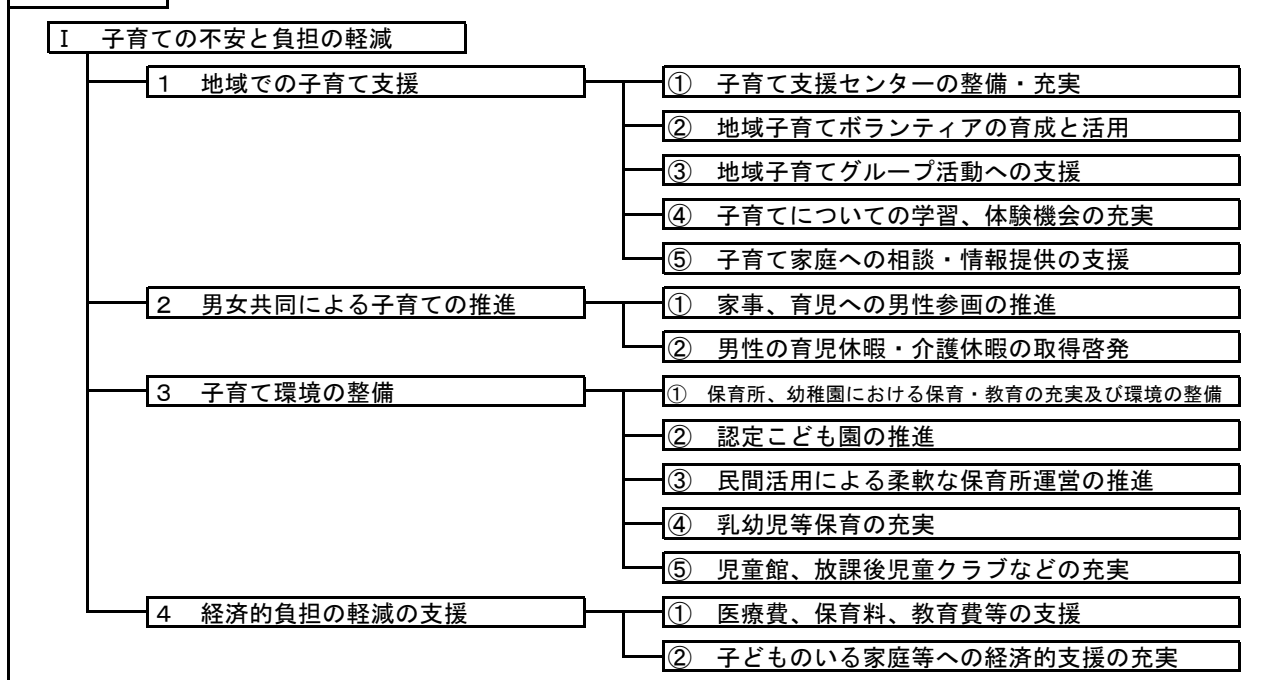 Ⅰ　子育ての不安と負担の軽減
１　地域での子育て支援
①　子育て支援センターの整備・充実
②　地域子育てボランティアの育成と活用
③　地域子育てグループ活動への支援
④　子育てについての学習、体験機会の充実
⑤　子育て家庭への相談・情報提供の支援
２　男女共同による子育ての推進
①　家事、育児への男性参画の推進
②　男性の育児休暇・介護休暇の取得啓発
３　子育て環境の整備
①　保育所、幼稚園における保育・教育の充実及び環境の整備
②　認定こども園の推進
③　民間活用による柔軟な保育所運営の推進
④　乳幼児等保育の充実
⑤　児童館、放課後児童クラブなどの充実
４　経済的負担の軽減の支援
①　医療費、保育料、教育費等の支援
②　子どものいる家庭等への経済的支援の充実